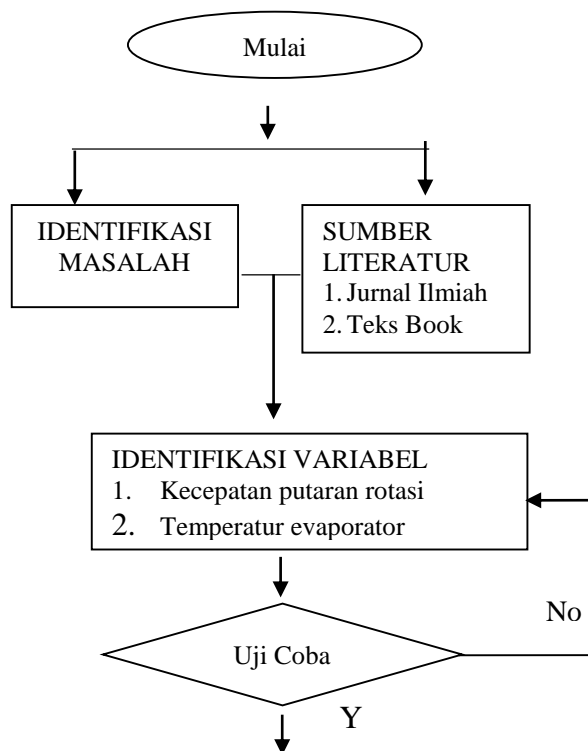 Mulai
IDENTIFIKASI
MASALAH
SUMBER
LITERATUR
1. Jurnal Ilmiah
2. Teks Book
IDENTIFIKASI VARIABEL
1. Kecepatan putaran rotasi
2. Temperatur evaporator
No
Uji Coba
Y